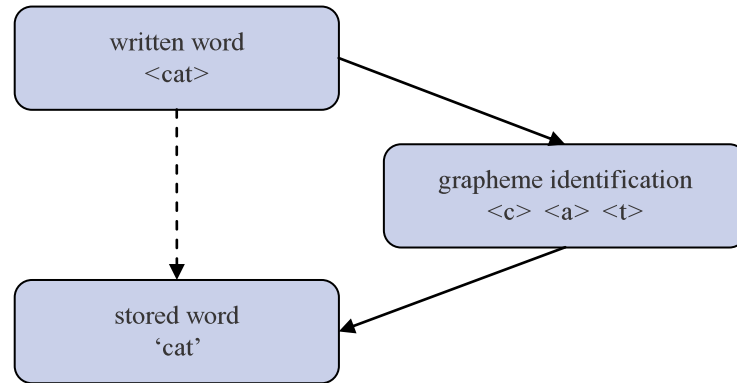 written word
<cat>
grapheme identification
<c> <a> <t>
stored word
‘cat’